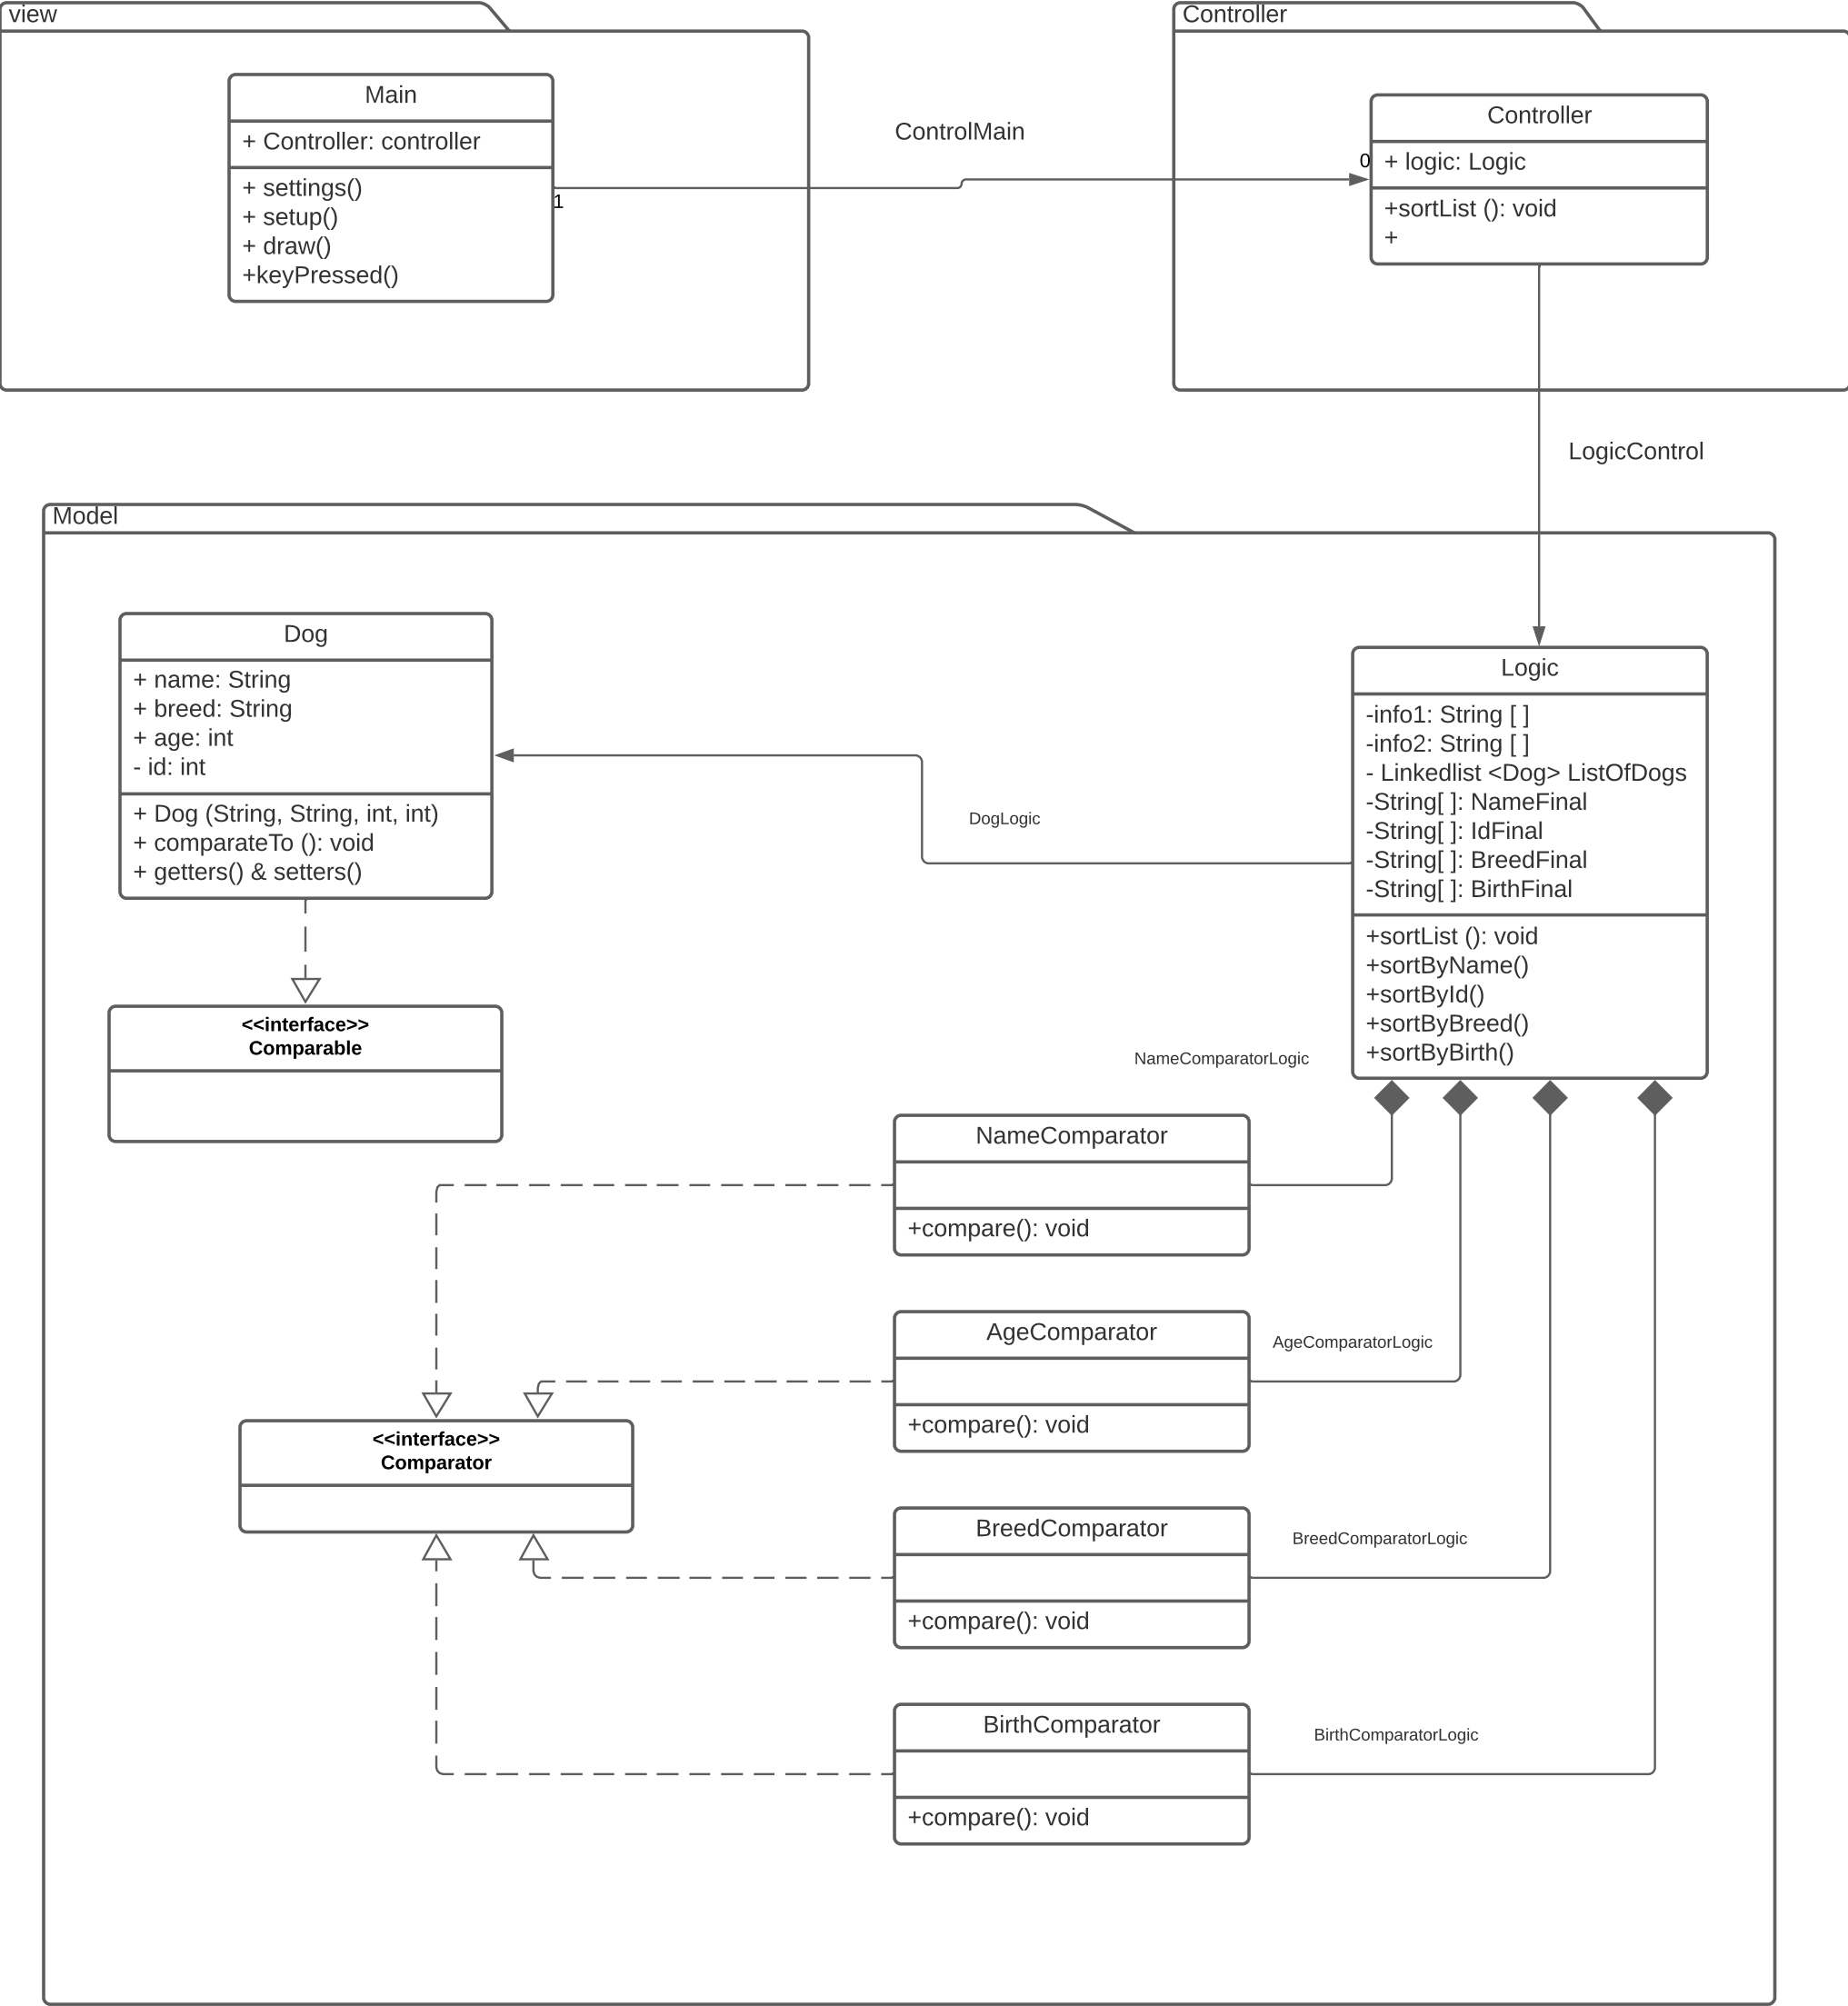 view
Main
+ Controller: controller
+ settings()
+ setup()
+ draw()
+keyPressed()
1
ControlMain
0
Controller
Controller
+ logic: Logic
+sortList (): void
+
LogicControl
Model
Dog
+ name: String
+ breed: String
+ age: int
- id: int
+ Dog (String, String, int, int)
+ comparateTo (): void
+ getters() & setters()
<<interface>>
Comparable
DogLogic
Logic
-info1: String [ ]
-info2: String [ ]
- Linkedlist <Dog> ListOfDogs
-String[ ]: NameFinal
-String[ ]: IdFinal
-String[ ]: BreedFinal
-String[ ]: BirthFinal
+sortList (): void
+sortByName()
+sortById()
+sortByBreed()
+sortByBirth()
NameComparatorLogic
NameComparator
+compare(): void
AgeComparator
+compare(): void
AgeComparatorLogic
<<interface>>
Comparator
BreedComparator
+compare(): void
BreedComparatorLogic
BirthComparator
+compare(): void
BirthComparatorLogic